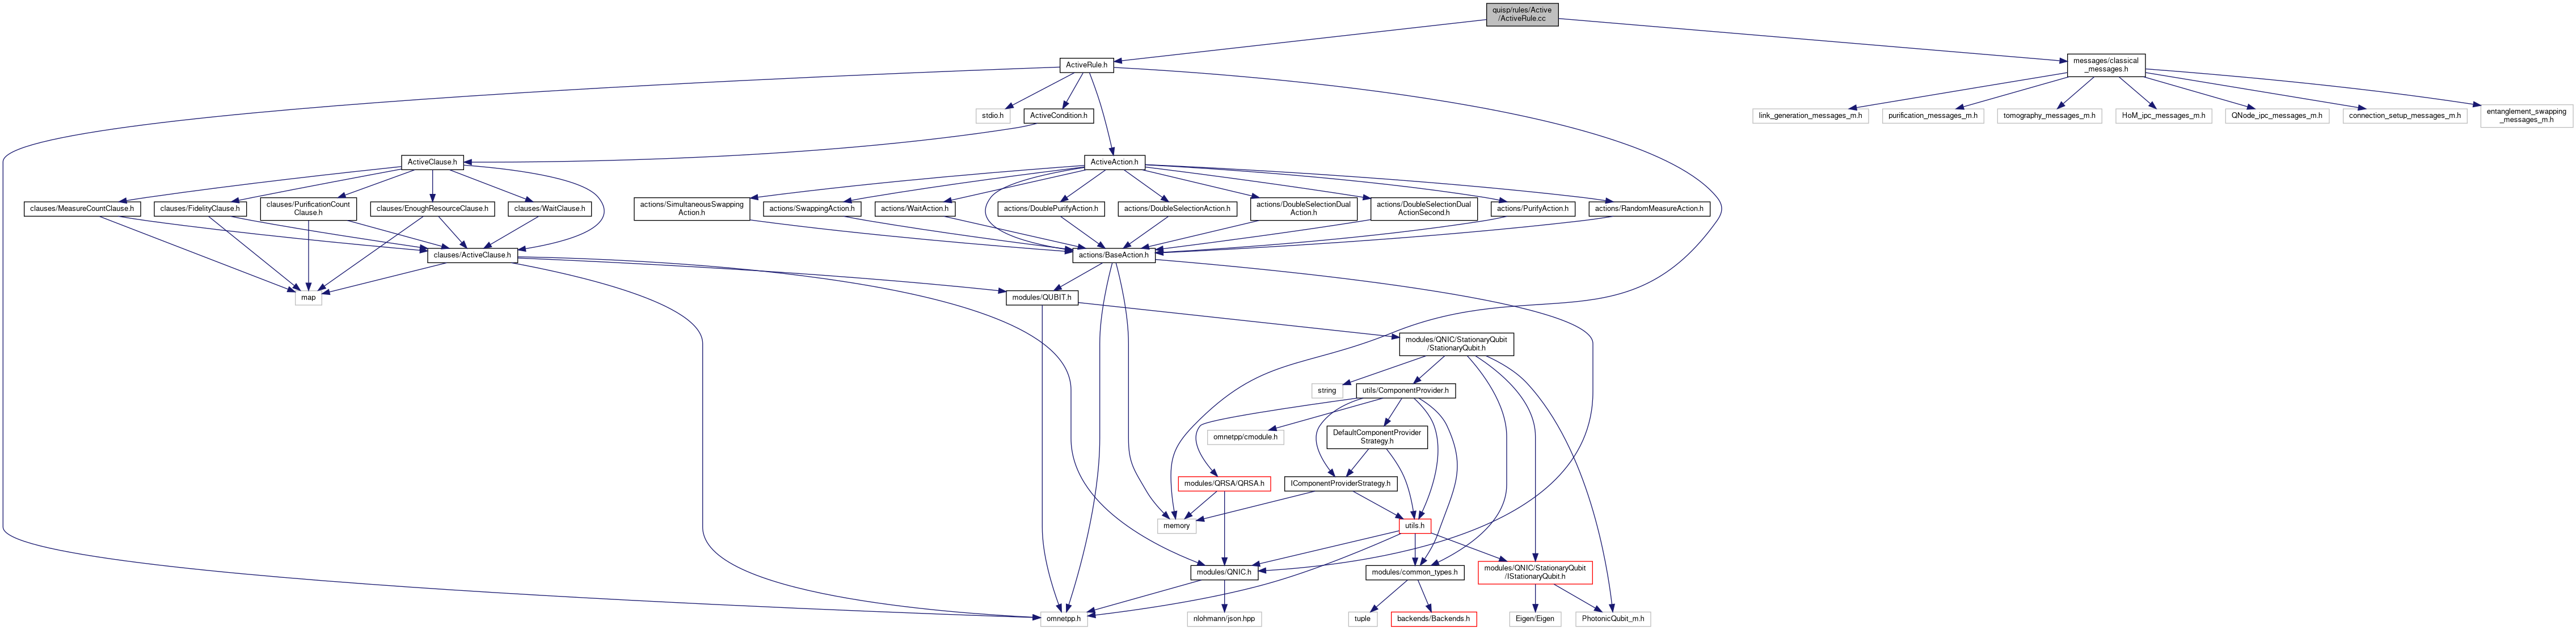 quisp/rules/Active
/ActiveRule.cc
ActiveRule.h
messages/classical
_messages.h
stdio.h
ActiveCondition.h
link_generation_messages_m.h
purification_messages_m.h
tomography_messages_m.h
HoM_ipc_messages_m.h
QNode_ipc_messages_m.h
connection_setup_messages_m.h
entanglement_swapping
_messages_m.h
ActiveClause.h
ActiveAction.h
clauses/MeasureCountClause.h
clauses/FidelityClause.h
clauses/PurificationCount
Clause.h
clauses/EnoughResourceClause.h
clauses/WaitClause.h
actions/SimultaneousSwapping
Action.h
actions/SwappingAction.h
actions/WaitAction.h
actions/DoublePurifyAction.h
actions/DoubleSelectionAction.h
actions/DoubleSelectionDual
Action.h
actions/DoubleSelectionDual
ActionSecond.h
actions/PurifyAction.h
actions/RandomMeasureAction.h
clauses/ActiveClause.h
actions/BaseAction.h
map
modules/QUBIT.h
modules/QNIC/StationaryQubit
/StationaryQubit.h
string
utils/ComponentProvider.h
omnetpp/cmodule.h
DefaultComponentProvider
Strategy.h
modules/QRSA/QRSA.h
IComponentProviderStrategy.h
memory
utils.h
modules/QNIC.h
modules/common_types.h
modules/QNIC/StationaryQubit
/IStationaryQubit.h
omnetpp.h
nlohmann/json.hpp
tuple
backends/Backends.h
Eigen/Eigen
PhotonicQubit_m.h